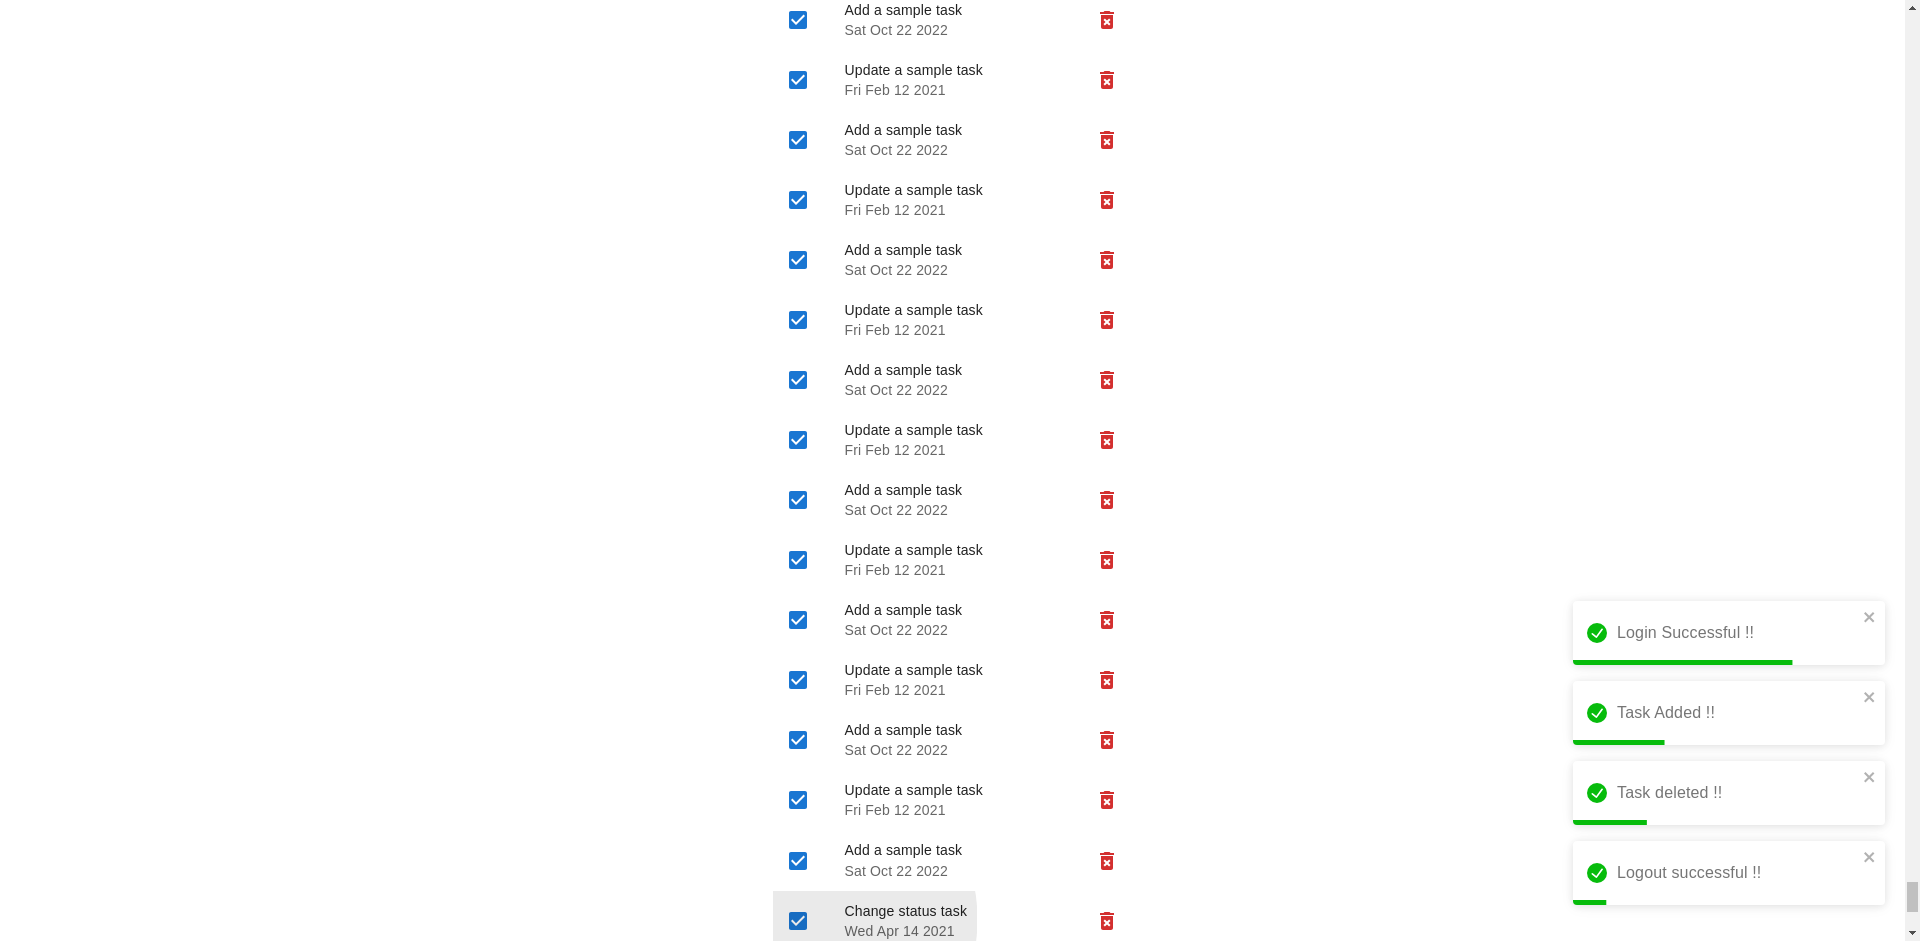 Add a sample task
Sat Oct 22 2022
Update a sample task
Fri Feb 12 2021
Add a sample task
Sat Oct 22 2022
Update a sample task
Fri Feb 12 2021
Add a sample task
Sat Oct 22 2022
Update a sample task
Fri Feb 12 2021
Add a sample task
Sat Oct 22 2022
Update a sample task
Fri Feb 12 2021
Add a sample task
Sat Oct 22 2022
Update a sample task
Fri Feb 12 2021
Add a sample task
Sat Oct 22 2022
Update a sample task
Fri Feb 12 2021
Add a sample task
Sat Oct 22 2022
Update a sample task
Fri Feb 12 2021
Add a sample task
Sat Oct 22 2022
Change status task
Wed Apr 14 2021
Login Successful !!
Task Added !!
Task deleted !!
Logout successful !!